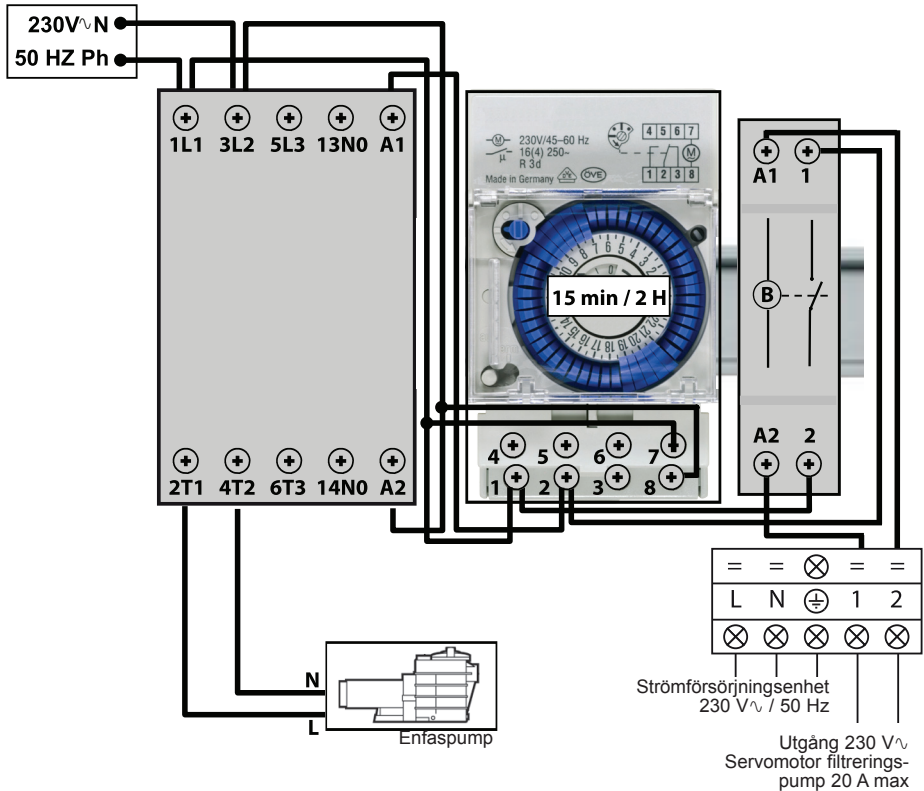 230V∿ N
50 HZ Ph
1L1 3L2 5L3 13N0 A1
2T1 4T2 6T3 14N0 A2
M 230V/45–60 Hz
μ 16(4) 250~
R 3d
Made in Germany ÖVE
4 5 6 7
M
1 2 3 8
15 min / 2 H
4 5 6 7
1 2 3 8
A1 1
B
A2 2
= = = =
L N 1 2
Strömförsörjningsenhet
230 V∿ / 50 Hz
Utgång 230 V∿
Servomotor filtrerings-
pump 20 A max
N
L
Enfaspump